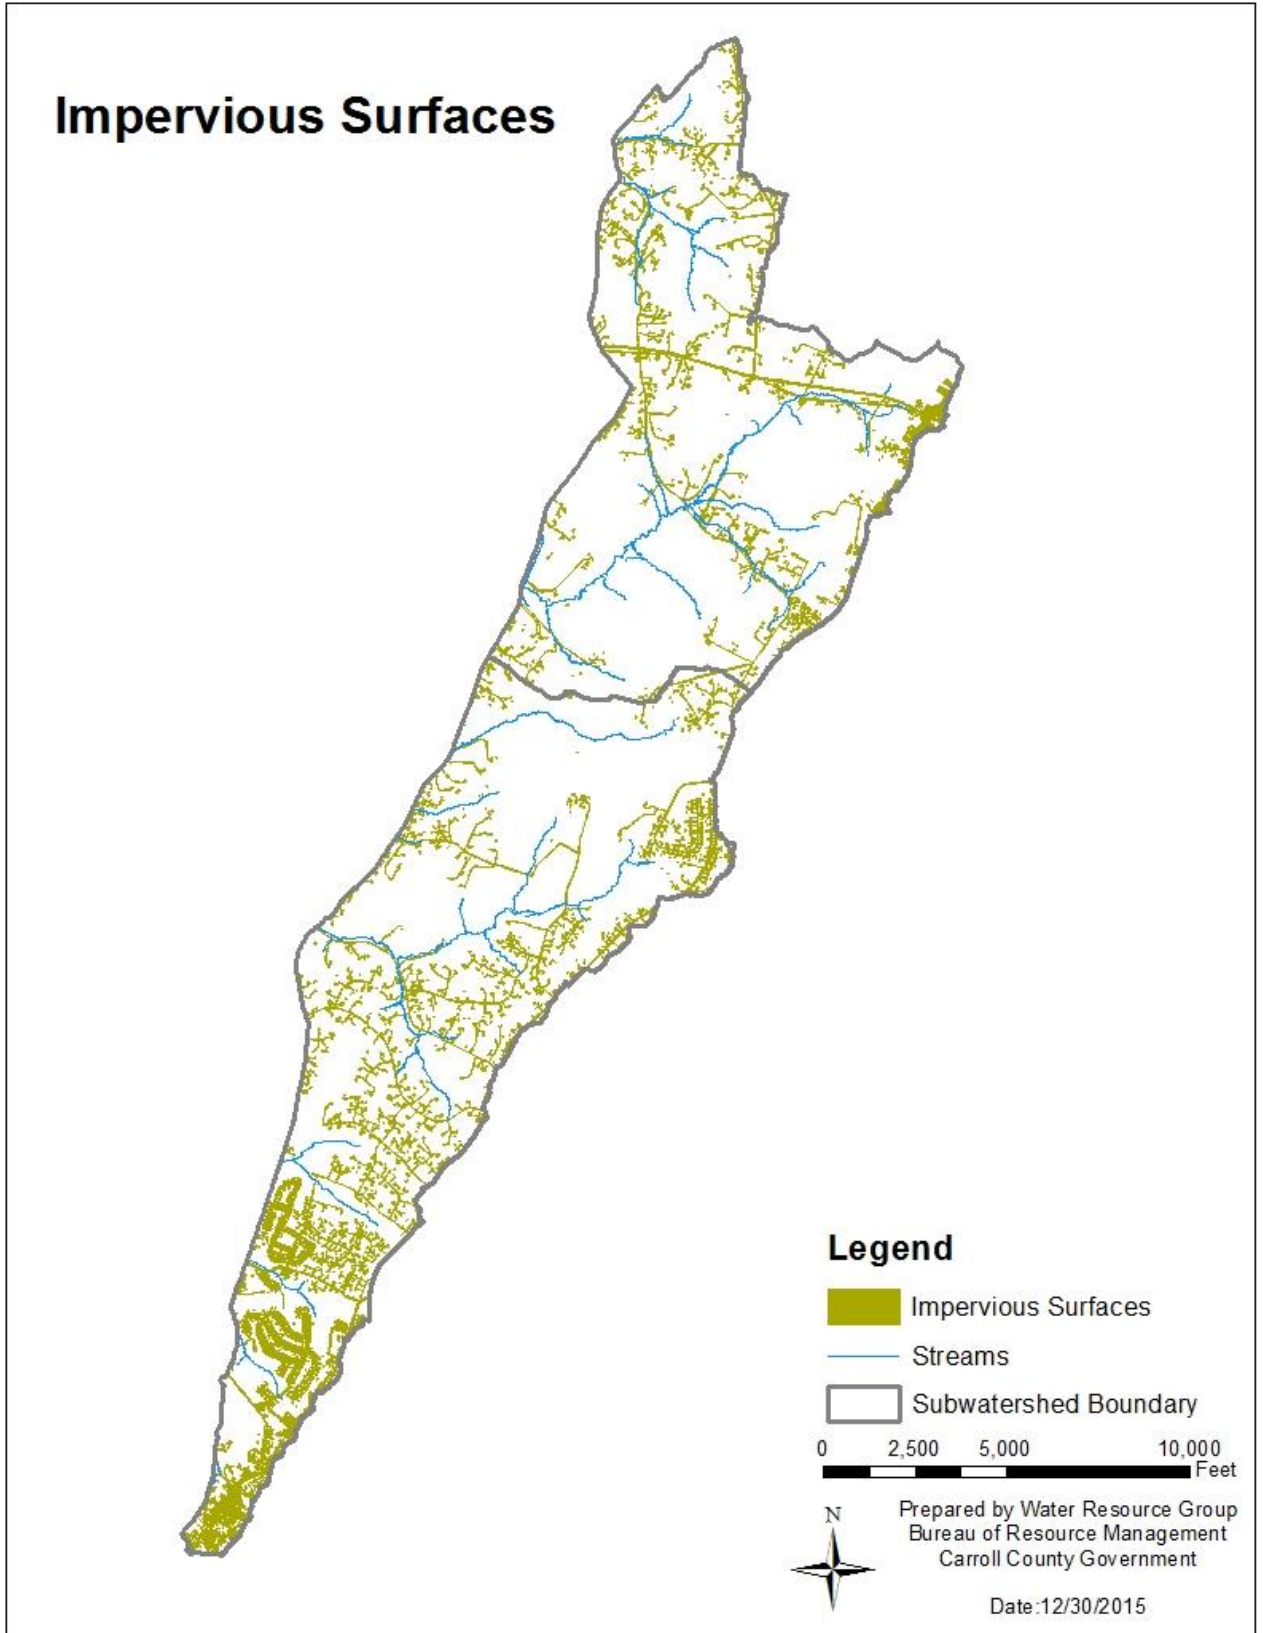 Impervious Surfaces
Legend
Impervious Surfaces
Streams
Subwatershed Boundary
0 2,500 5,000 10,000
Feet
N
Prepared by Water Resource Group
Bureau of Resource Management
Carroll County Government
Date:12/30/2015